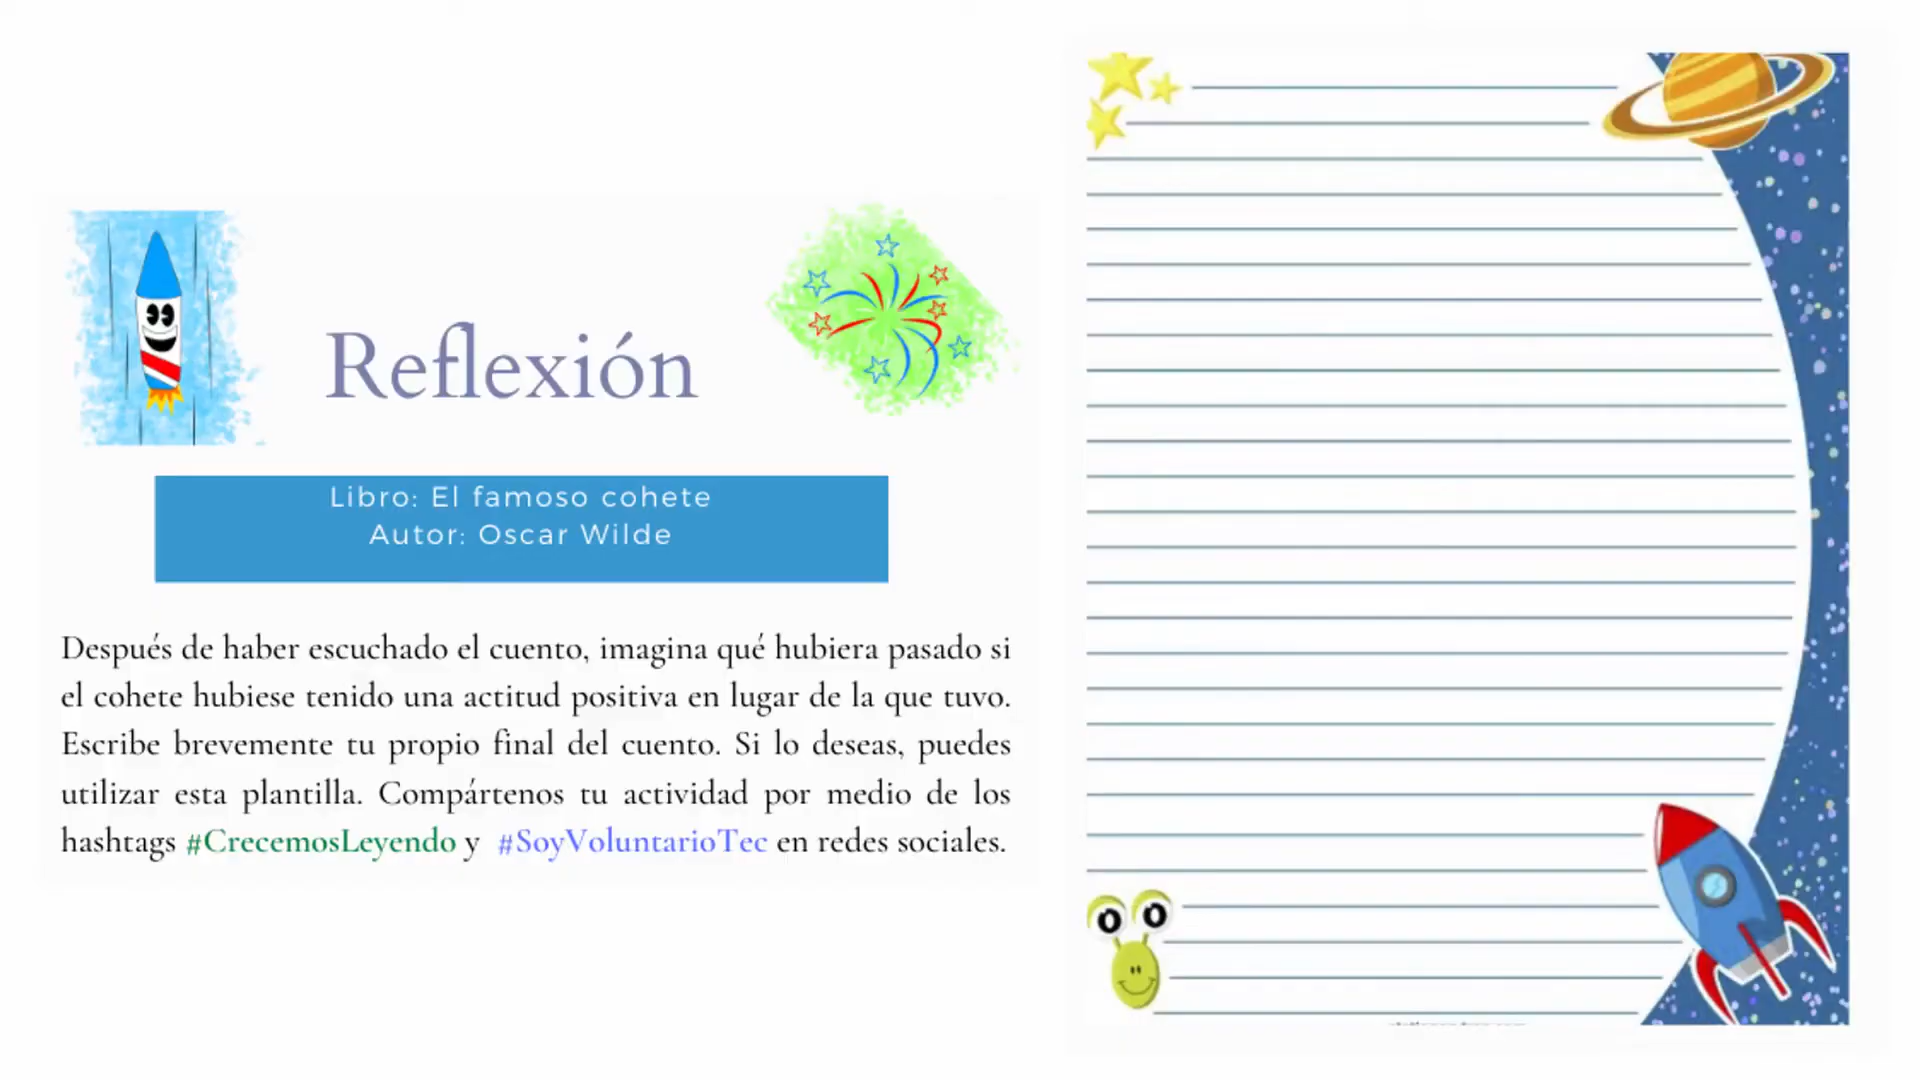 Reflexión
Libro: El famoso cohete
Autor: Oscar Wilde
Después de haber escuchado el cuento, imagina qué hubiera pasado si
el cohete hubiese tenido una actitud positiva en lugar de la que tuvo.
Escribe brevemente tu propio final del cuento. Si lo deseas, puedes
utilizar esta plantilla. Compártenos tu actividad por medio de los
hashtags #CrecemosLeyendo y #SoyVoluntarioTec en redes sociales.